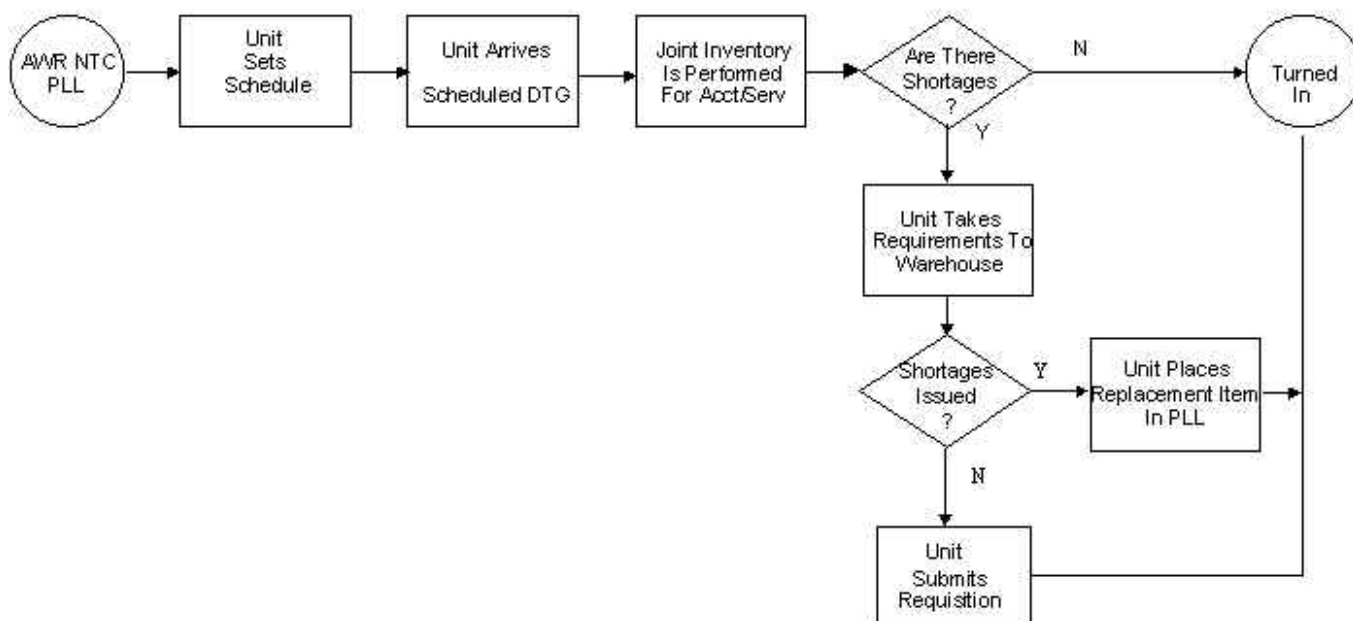 AWR NTC
PLL
Unit
Sets
Schedule
Unit Arrives
Scheduled DTG
Joint Inventory
Is Performed
For Acct/Serv
Are There
Shortages
?
N
Turned
In
Y
Unit Takes
Requirements To
Warehouse
Shortages
Issued
?
Y
Unit Places
Replacement Item
In PLL
N
Unit
Submits
Requisition